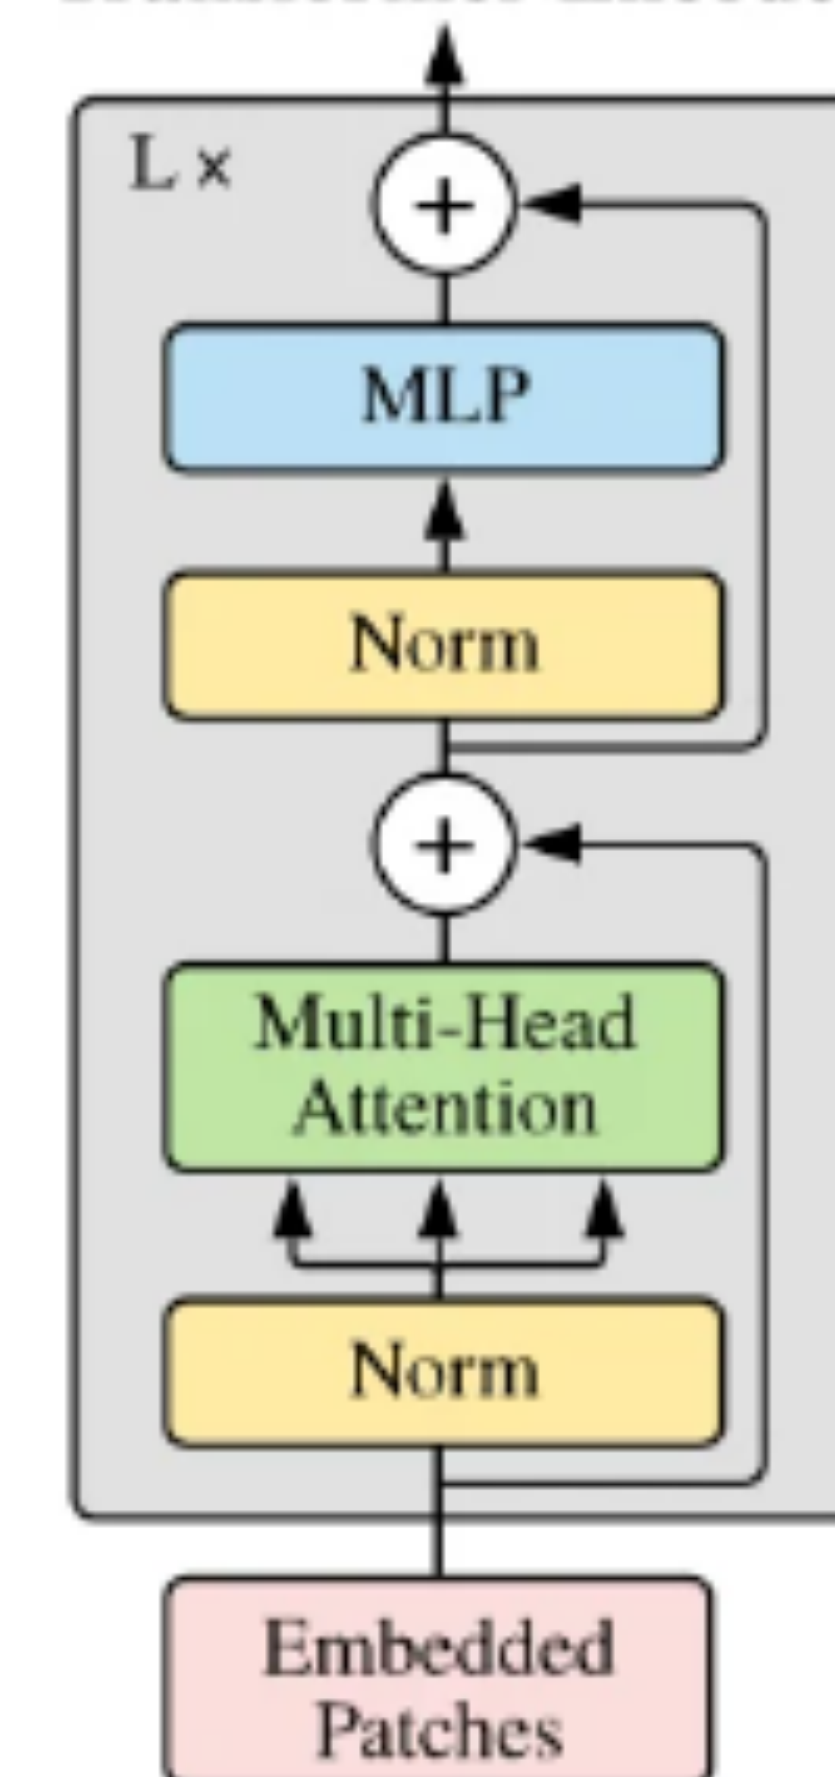 L ×
+
MLP
Norm
+
Multi-Head
Attention
Norm
Embedded
Patches